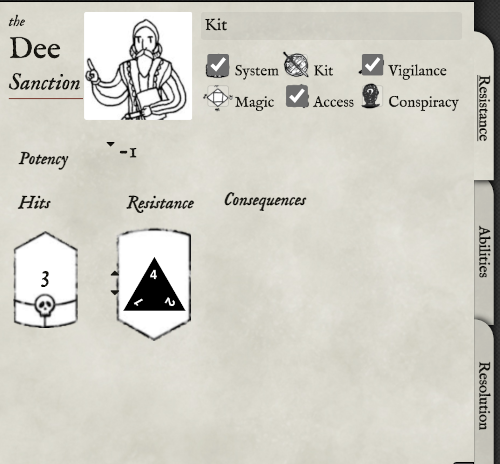 the
Dee
Sanction
Kit
System Kit Vigilance
Magic Access Conspiracy
Potency
-1
Hits
Resistance
Consequences
3
4
1 2
Resistance
Abilities
Resolution